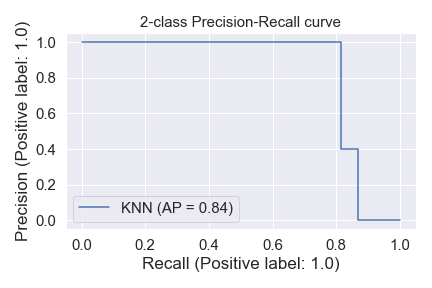 2-class Precision-Recall curve
Precision (Positive label: 1.0)
1.0
0.8
0.6
0.4
0.2
0.0
KNN (AP = 0.84)
0.0 0.2 0.4 0.6 0.8 1.0
Recall (Positive label: 1.0)